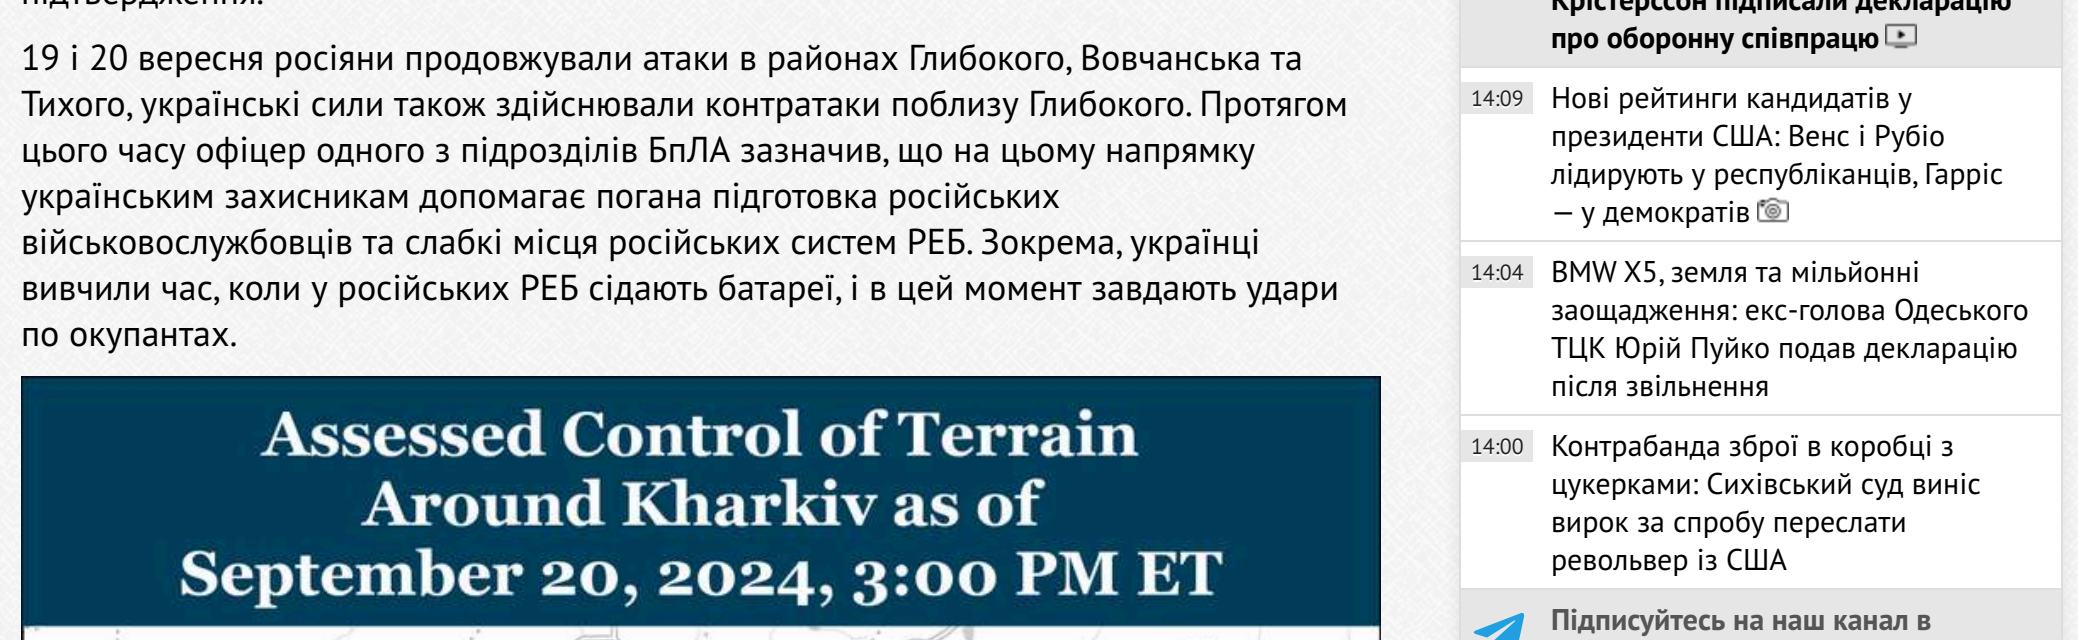 підтвердження.
19 і 20 вересня росіяни продовжували атаки в районах Глибокого, Вовчанська та
Тихого, українські сили також здійснювали контратаки поблизу Глибокого. Протягом
цього часу офіцер одного з підрозділів БпЛА зазначив, що на цьому напрямку
українським захисникам допомагає погана підготовка російських
військовослужбовців та слабкі місця російських систем РЕБ. Зокрема, українці
вивчили час, коли у російських РЕБ сідають батареї, і в цей момент завдають удари
по окупантах.
Assessed Control of Terrain
Around Kharkiv as of
September 20, 2024, 3:00 PM ET
Крістерссон підписали декларацію
про оборонну співпрацю
14:09 Нові рейтинги кандидатів у
президенти США: Венс і Рубіо
лідирують у республіканців, Гарріс
— у демократів
14:04 BMW X5, земля та мільйонні
заощадження: екс-голова Одеського
ТЦК Юрій Пуйко подав декларацію
після звільнення
14:00 Контрабанда зброї в коробці з
цукерками: Сихівський суд виніс
вирок за спробу переслати
револьвер із США
Підписуйтесь на наш канал в